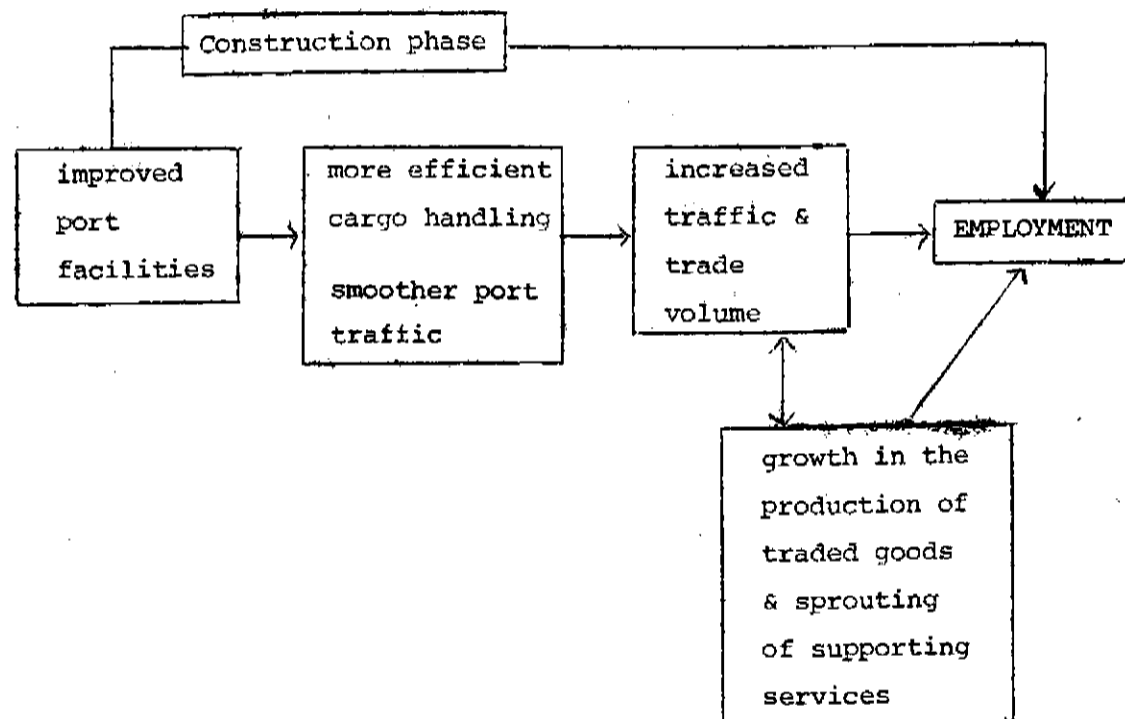 Construction phase
improved
port
facilities
more efficient
cargo handling
smoother port
traffic
increased
traffic &
trade
volume
EMPLOYMENT
growth in the
production of
traded goods
& sprouting
of supporting
services